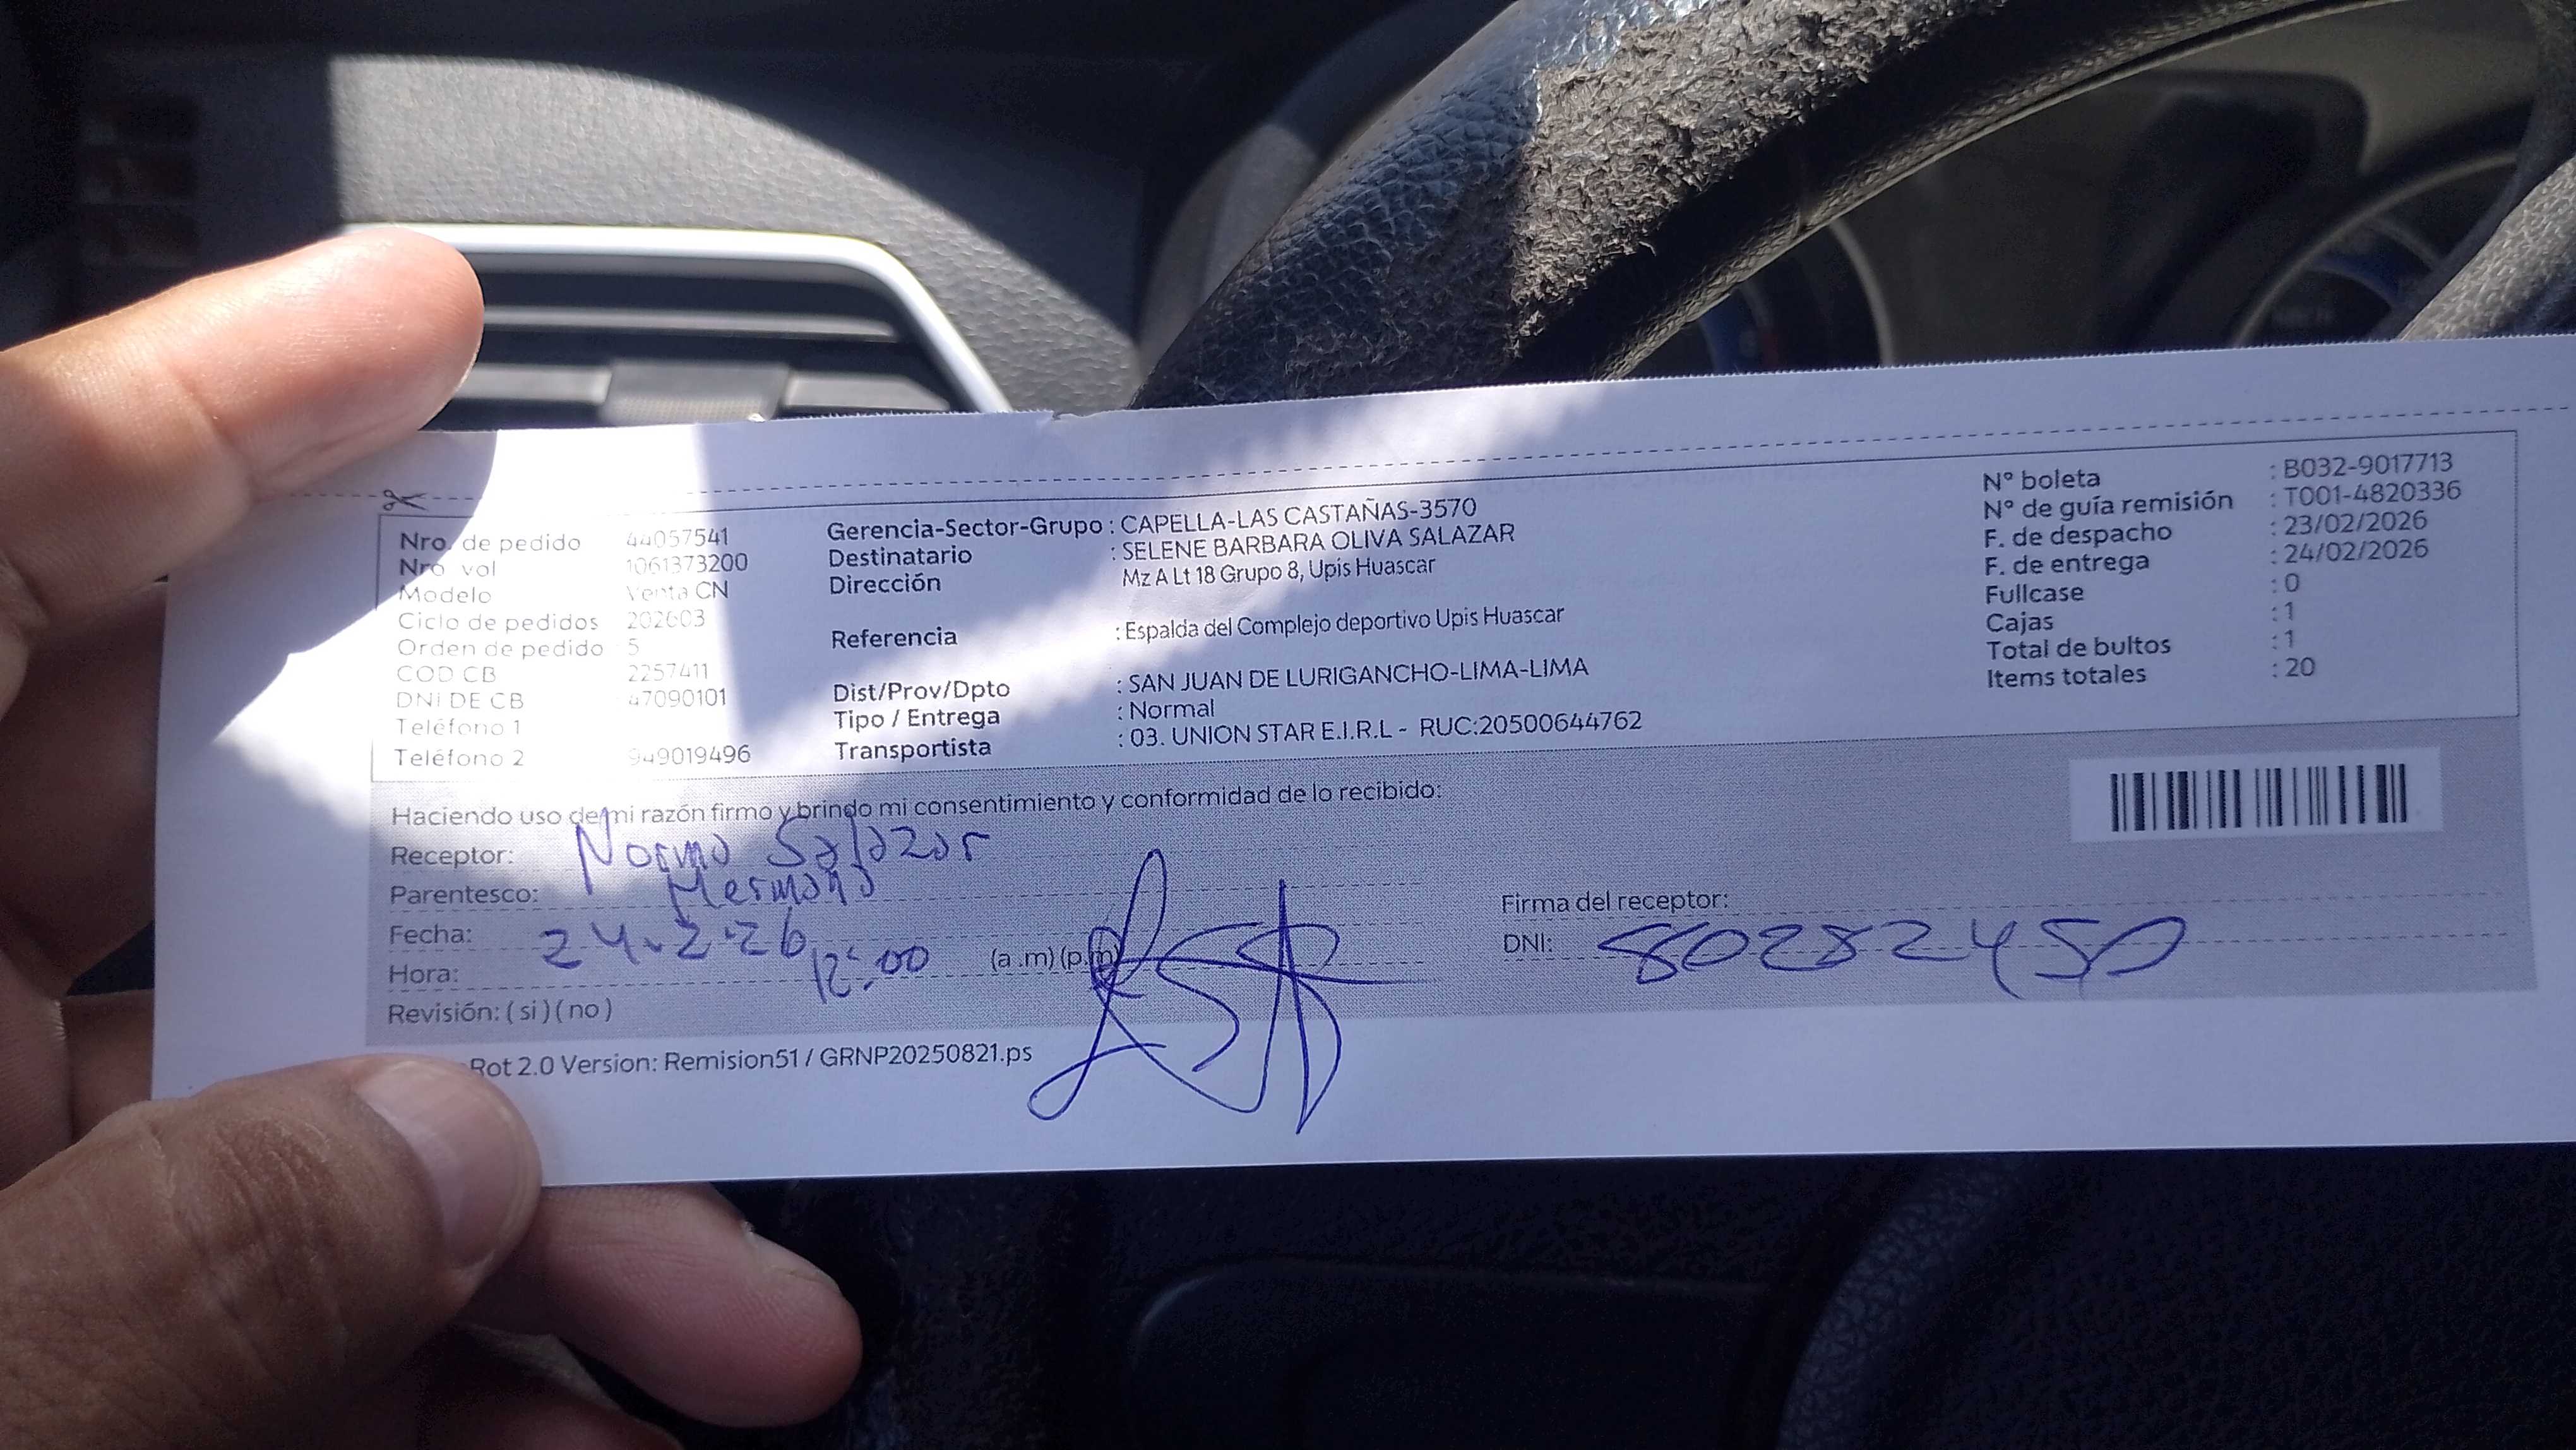 Nro. de pedido 44057541
Nro. vol 1061373200
Modelo Venta CN
Ciclo de pedidos 202603
Orden de pedido 5
COD CB 2257411
DNI DE CB 47090101
Teléfono 1
Teléfono 2 949019496
Gerencia-Sector-Grupo : CAPELLA-LAS CASTAÑAS-3570
Destinatario : SELENE BARBARA OLIVA SALAZAR
Dirección Mz A Lt 18 Grupo 8, Upis Huascar
Referencia : Espalda del Complejo deportivo Upis Huascar
Dist/Prov/Dpto : SAN JUAN DE LURIGANCHO-LIMA-LIMA
Tipo / Entrega : Normal
Transportista : 03. UNION STAR E.I.R.L - RUC:20500644762
N° boleta : B032-9017713
N° de guía remisión : T001-4820336
F. de despacho : 23/02/2026
F. de entrega : 24/02/2026
Fullcase : 0
Cajas : 1
Total de bultos : 1
Items totales : 20
Haciendo uso de mi razón firmo y brindo mi consentimiento y conformidad de lo recibido:
Receptor: Norma Salazar
Parentesco: Hermana
Fecha: 24.2.26
Hora: 12:00 (a.m) (p.m)
Revisión: ( si ) ( no )
Firma del receptor:
DNI: 80282450
Rot 2.0 Version: Remision51 / GRNP20250821.ps